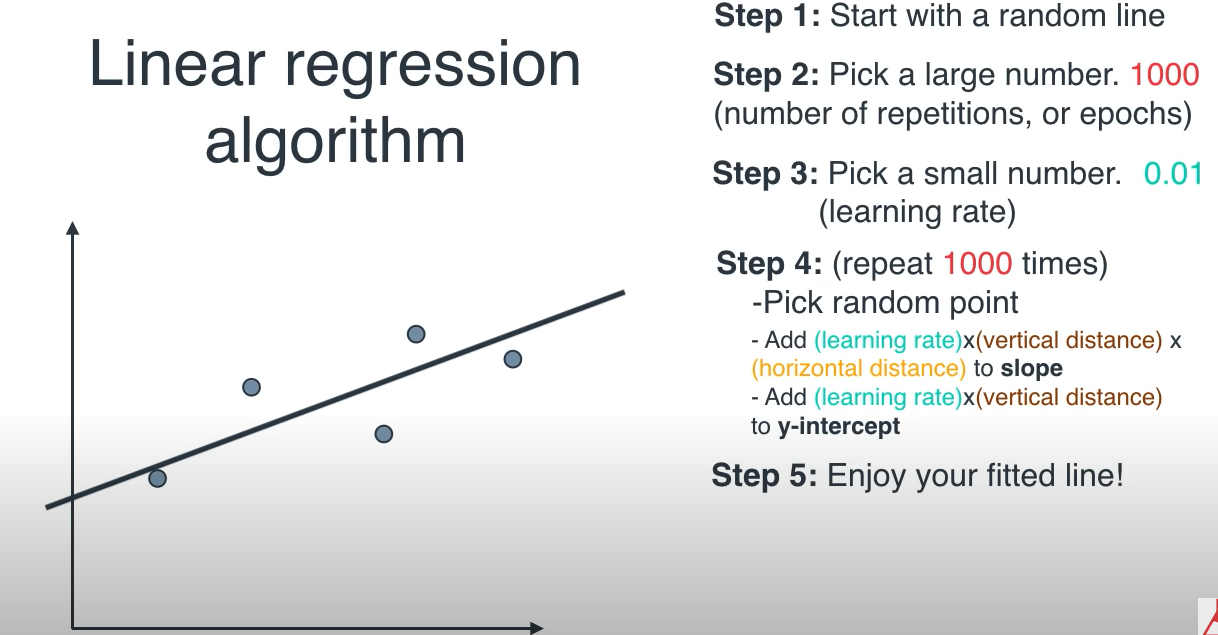 Linear regression
algorithm
Step 1: Start with a random line
Step 2: Pick a large number. 1000
(number of repetitions, or epochs)
Step 3: Pick a small number. 0.01
(learning rate)
Step 4: (repeat 1000 times)
-Pick random point
- Add (learning rate)x(vertical distance) x
(horizontal distance) to slope
- Add (learning rate)x(vertical distance)
to y-intercept
Step 5: Enjoy your fitted line!